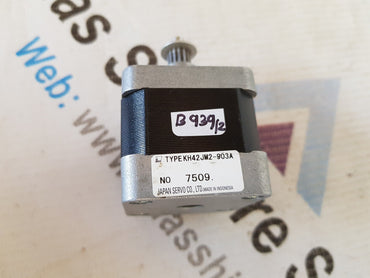 B939/2
TYPE KH42JM2-903A
NO 7509.
JAPAN SERVO CO., LTD. MADE IN INDONESIA
Web: